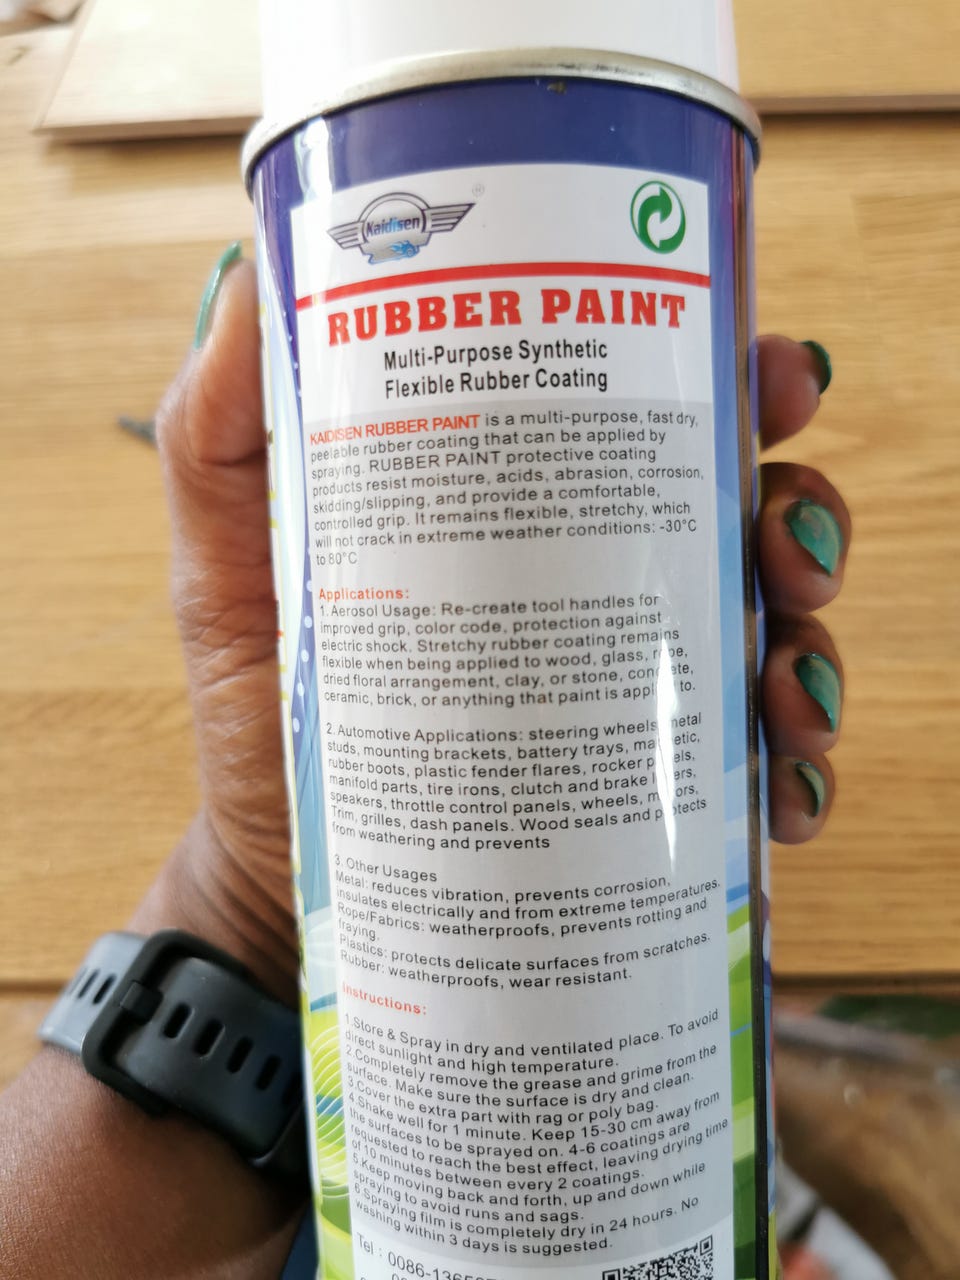 Kaidisen ®
RUBBER PAINT
Multi-Purpose Synthetic
Flexible Rubber Coating
KAIDISEN RUBBER PAINT is a multi-purpose, fast dry,
peelable rubber coating that can be applied by
spraying. RUBBER PAINT protective coating
products resist moisture, acids, abrasion, corrosion,
skidding/slipping, and provide a comfortable,
controlled grip. It remains flexible, stretchy, which
will not crack in extreme weather conditions: -30°C
to 80°C
Applications:
1. Aerosol Usage: Re-create tool handles for
improved grip, color code, protection against
electric shock. Stretchy rubber coating remains
flexible when being applied to wood, glass, rope,
dried floral arrangement, clay, or stone, concrete,
ceramic, brick, or anything that paint is applied to.
2. Automotive Applications: steering wheels, metal
studs, mounting brackets, battery trays, magnetic,
rubber boots, plastic fender flares, rocker panels,
manifold parts, tire irons, clutch and brake levers,
speakers, throttle control panels, wheels, mirrors,
Trim, grilles, dash panels. Wood seals and protects
from weathering and prevents
3. Other Usages
Metal: reduces vibration, prevents corrosion,
insulates electrically and from extreme temperatures.
Rope/Fabrics: weatherproofs, prevents rotting and
fraying.
Plastics: protects delicate surfaces from scratches.
Rubber: weatherproofs, wear resistant.
Instructions:
1.Store & Spray in dry and ventilated place. To avoid
direct sunlight and high temperature.
2.Completely remove the grease and grime from the
surface. Make sure the surface is dry and clean.
3.Cover the extra part with rag or poly bag.
4.Shake well for 1 minute. Keep 15-30 cm away from
the surfaces to be sprayed on. 4-6 coatings are
requested to reach the best effect, leaving drying time
of 10 minutes between every 2 coatings.
5.Keep moving back and forth, up and down while
spraying to avoid runs and sags.
6.Spraying film is completely dry in 24 hours. No
washing within 3 days is suggested.
Tel : 0086-13656